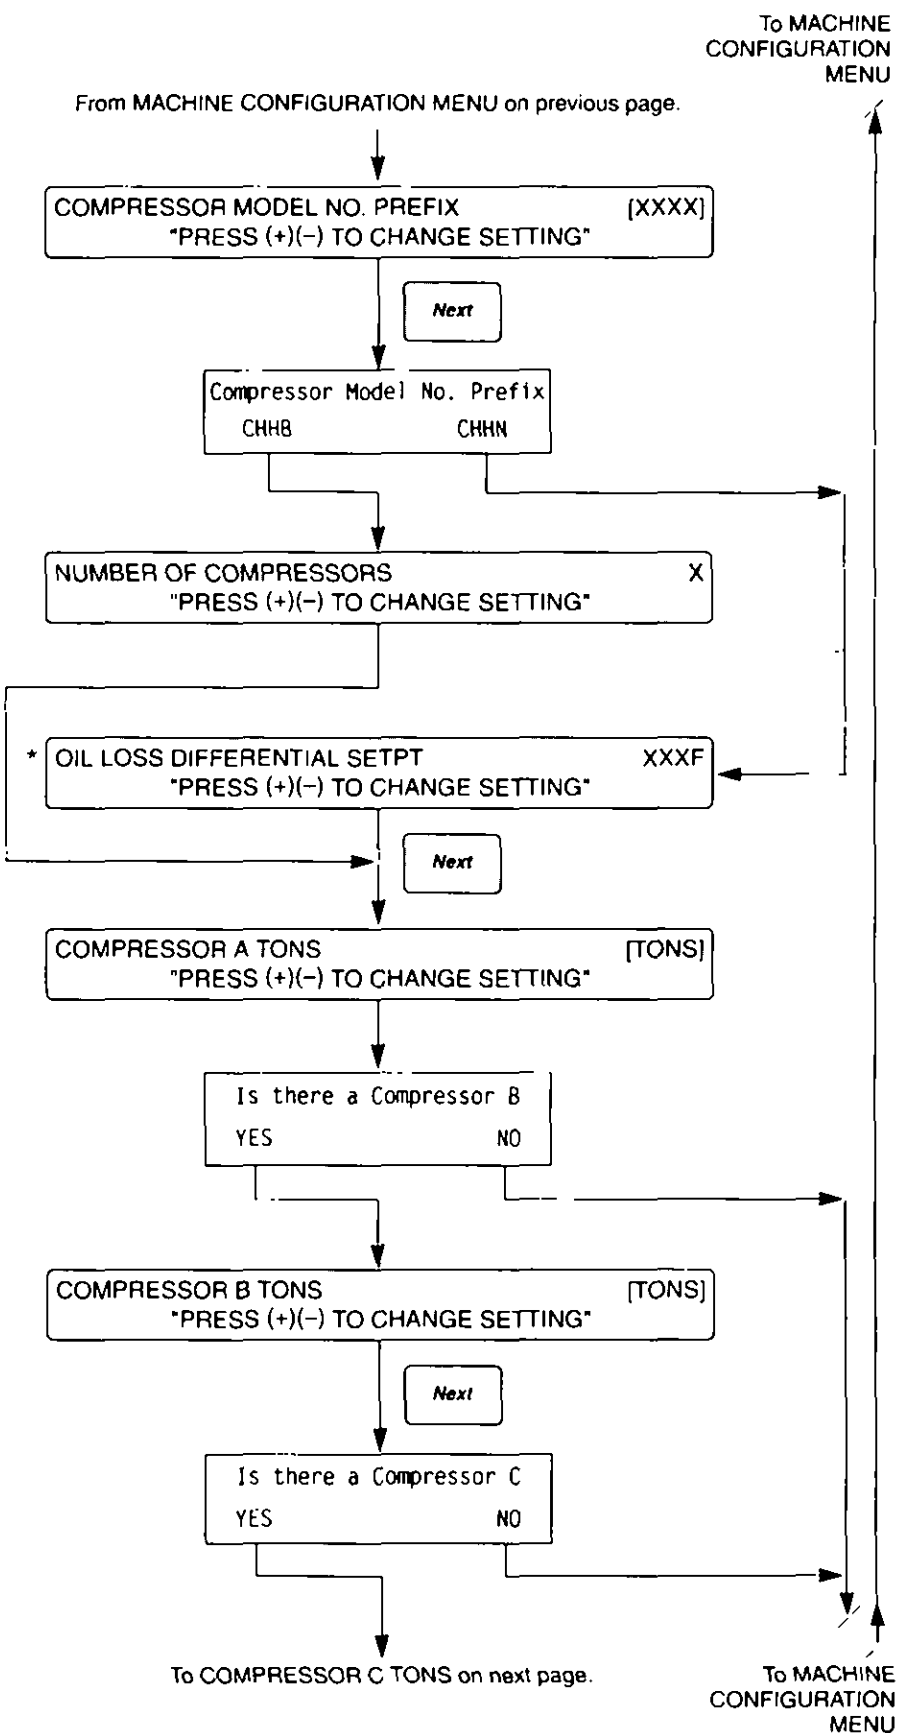 To MACHINE
CONFIGURATION
MENU
From MACHINE CONFIGURATION MENU on previous page.
COMPRESSOR MODEL NO. PREFIX [XXXX]
"PRESS (+)(−) TO CHANGE SETTING"
Next
Compressor Model No. Prefix
CHHB CHHN
NUMBER OF COMPRESSORS X
"PRESS (+)(−) TO CHANGE SETTING"
* OIL LOSS DIFFERENTIAL SETPT XXXF
"PRESS (+)(−) TO CHANGE SETTING"
Next
COMPRESSOR A TONS [TONS]
"PRESS (+)(−) TO CHANGE SETTING"
Is there a Compressor B
YES NO
COMPRESSOR B TONS [TONS]
"PRESS (+)(−) TO CHANGE SETTING"
Next
Is there a Compressor C
YES NO
To COMPRESSOR C TONS on next page.
To MACHINE
CONFIGURATION
MENU